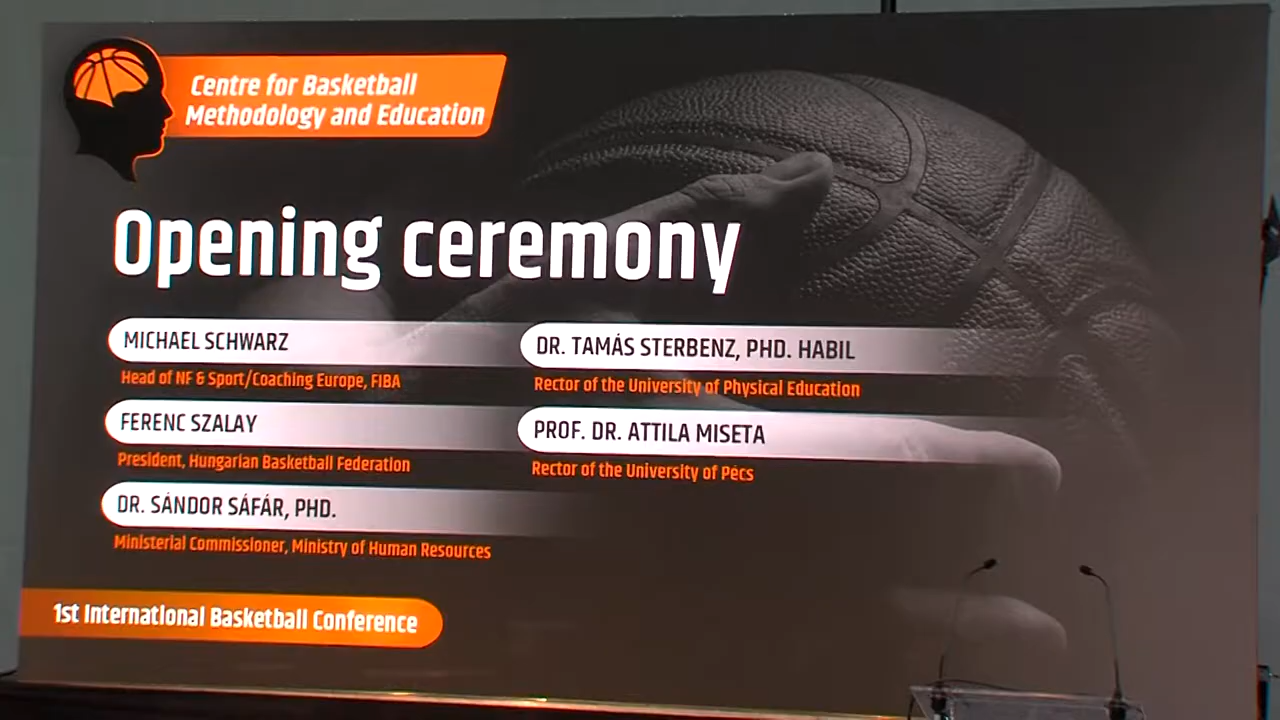 Centre for Basketball
Methodology and Education
Opening ceremony
MICHAEL SCHWARZ
Head of NF & Sport/Coaching Europe, FIBA
FERENC SZALAY
President, Hungarian Basketball Federation
DR. SÁNDOR SÁFÁR, PHD.
Ministerial Commissioner, Ministry of Human Resources
DR. TAMÁS STERBENZ, PHD. HABIL
Rector of the University of Physical Education
PROF. DR. ATTILA MISETA
Rector of the University of Pécs
1st International Basketball Conference